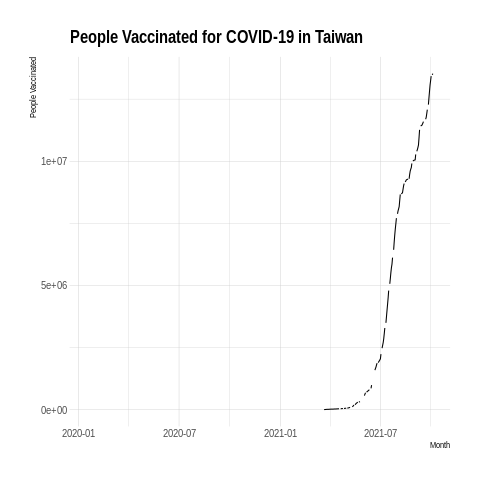 People Vaccinated for COVID-19 in Taiwan
People Vaccinated
1e+07
5e+06
0e+00
2020-01 2020-07 2021-01 2021-07
Month